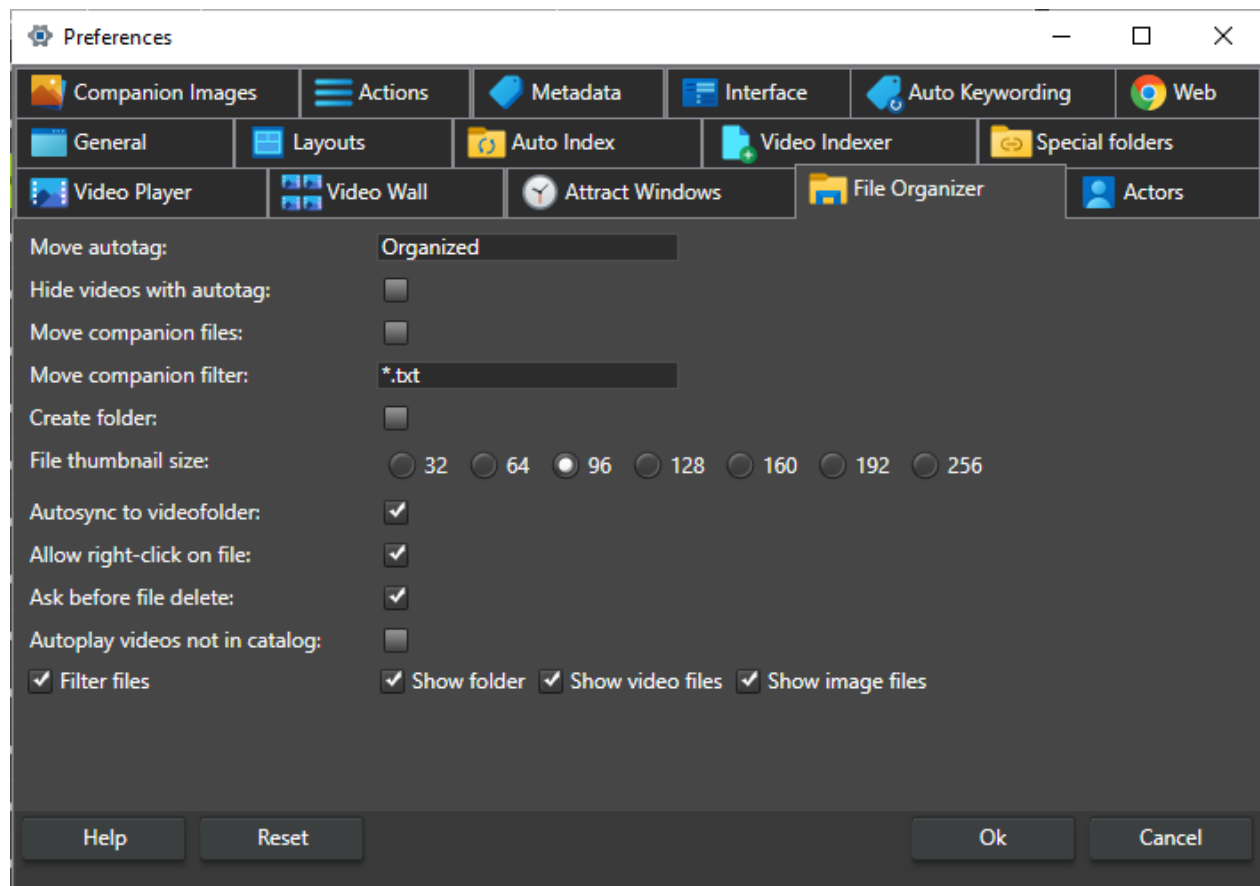 Preferences
Companion Images Actions Metadata Interface Auto Keywording Web
General Layouts Auto Index Video Indexer Special folders
Video Player Video Wall Attract Windows File Organizer Actors
Move autotag: Organized
Hide videos with autotag:
Move companion files:
Move companion filter: *.txt
Create folder:
File thumbnail size: 32 64 96 128 160 192 256
Autosync to videofolder:
Allow right-click on file:
Ask before file delete:
Autoplay videos not in catalog:
Filter files Show folder Show video files Show image files
Help Reset Ok Cancel